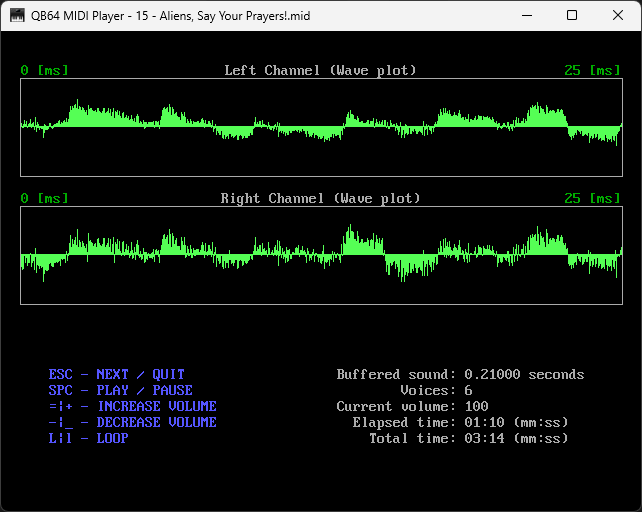 QB64 MIDI Player - 15 - Aliens, Say Your Prayers!.mid
0 [ms] Left Channel (Wave plot) 25 [ms]
0 [ms] Right Channel (Wave plot) 25 [ms]
ESC - NEXT / QUIT Buffered sound: 0.21000 seconds
SPC - PLAY / PAUSE Voices: 6
=¦+ - INCREASE VOLUME Current volume: 100
-¦_ - DECREASE VOLUME Elapsed time: 01:10 (mm:ss)
L¦l - LOOP Total time: 03:14 (mm:ss)